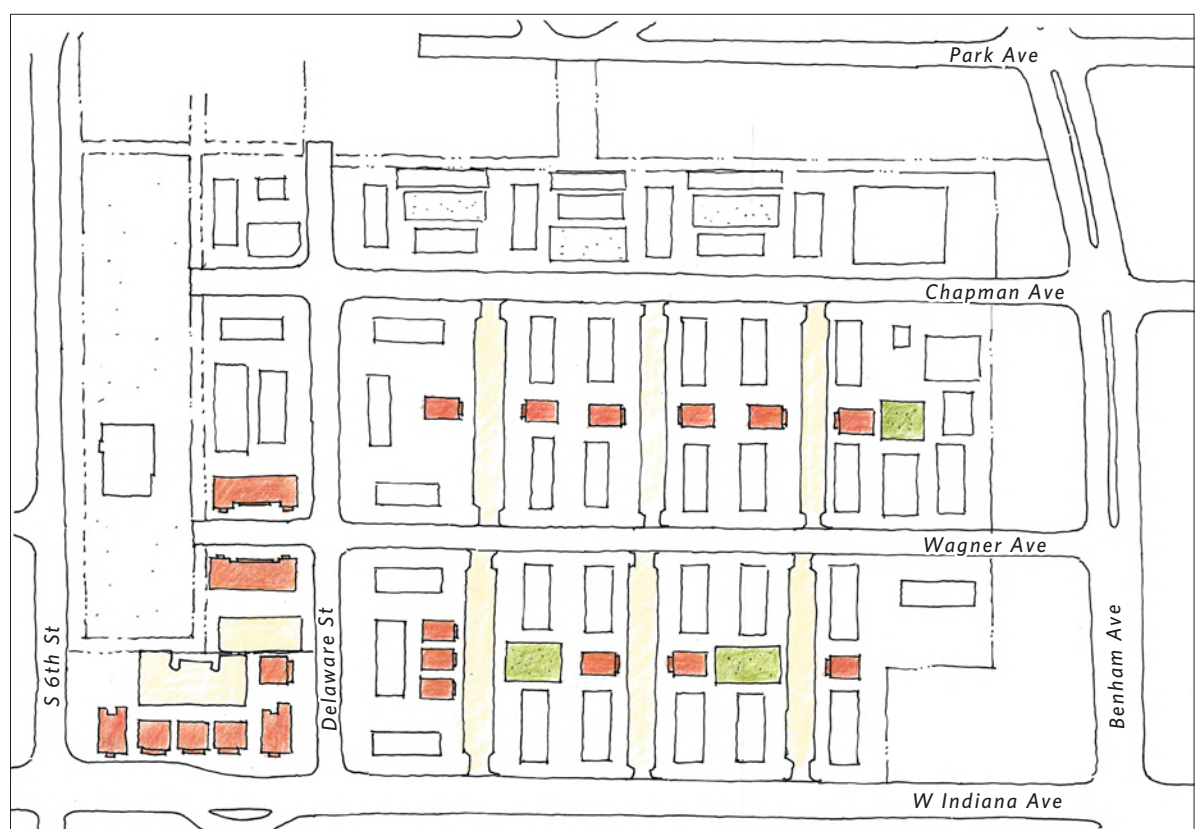 Park Ave
Chapman Ave
Wagner Ave
S 6th St
Delaware St
Benham Ave
W Indiana Ave